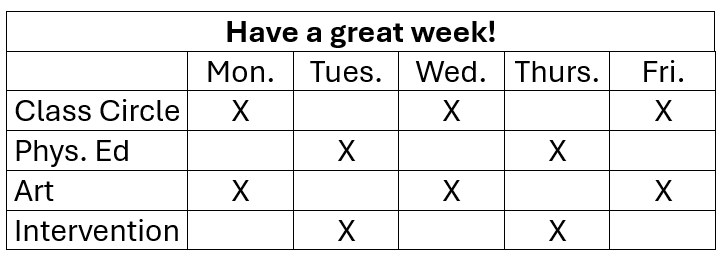 Have a great week!
Mon. Tues. Wed. Thurs. Fri.
Class Circle X X X
Phys. Ed X X
Art X X X
Intervention X X